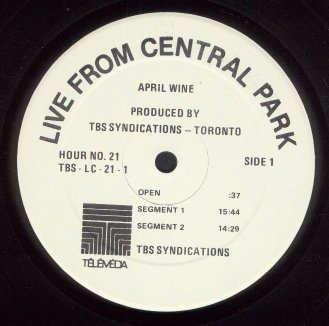 LIVE FROM CENTRAL PARK
APRIL WINE
PRODUCED BY
TBS SYNDICATIONS – TORONTO
HOUR NO. 21
TBS - LC - 21 - 1
SIDE 1
OPEN :37
SEGMENT 1 15:44
SEGMENT 2 14:29
TBS SYNDICATIONS
TÉLÉMÉDIA